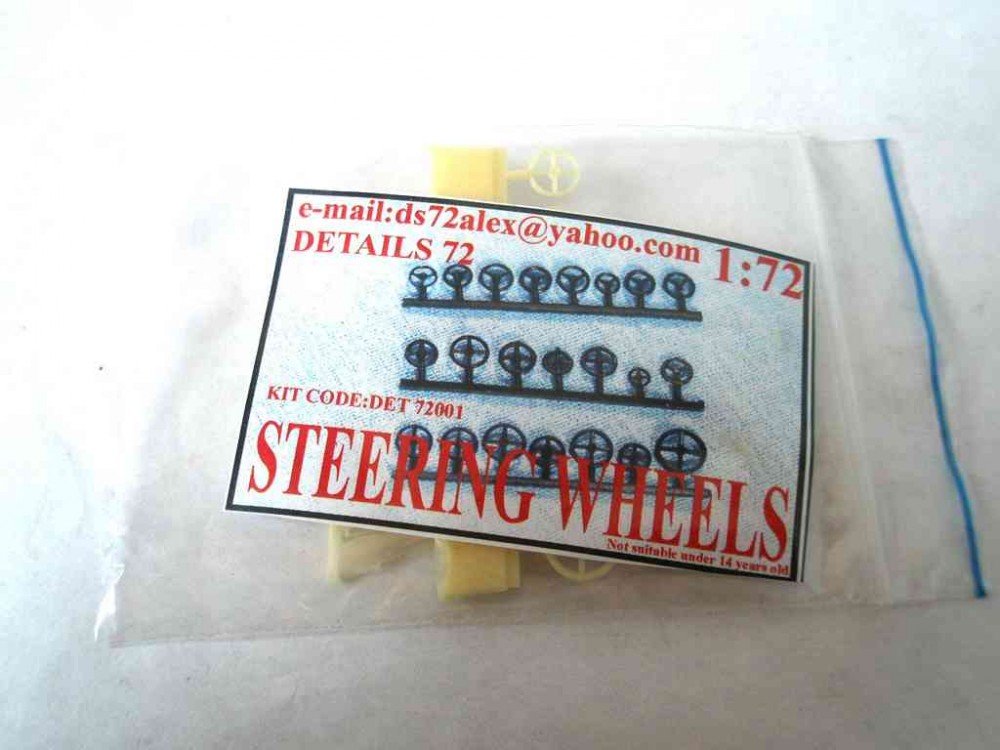 e-mail:ds72alex@yahoo.com
DETAILS 72
1:72
KIT CODE:DET 72001
STEERING WHEELS
Not suitable under 14 years old